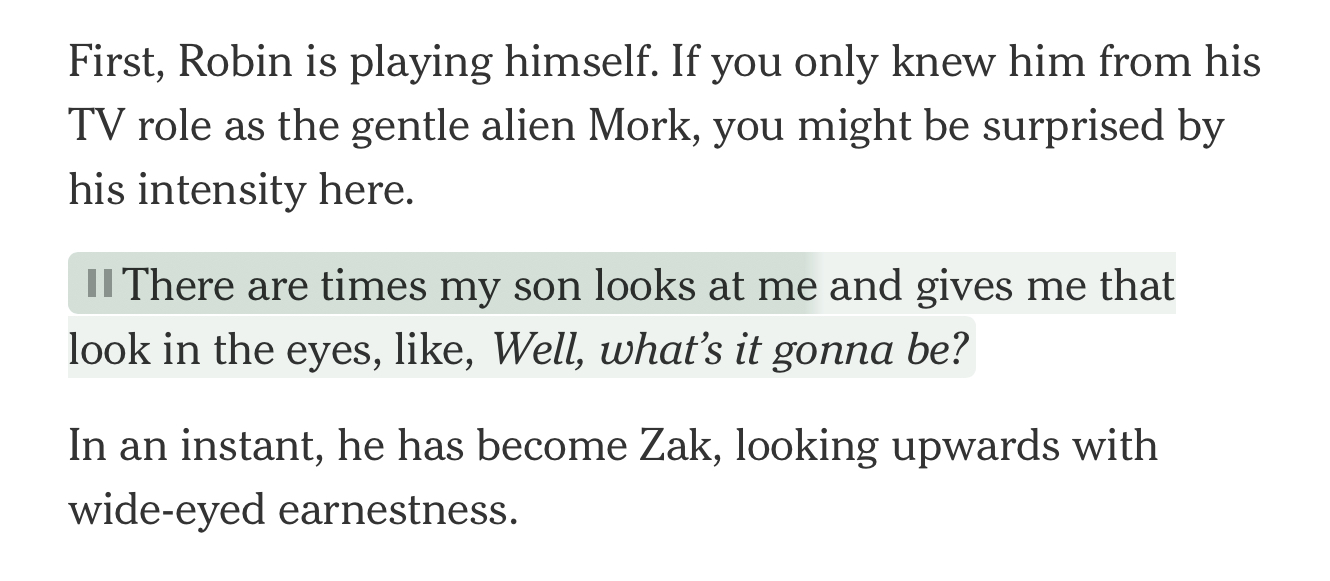 First, Robin is playing himself. If you only knew him from his
TV role as the gentle alien Mork, you might be surprised by
his intensity here.
There are times my son looks at me and gives me that
look in the eyes, like, Well, what’s it gonna be?
In an instant, he has become Zak, looking upwards with
wide-eyed earnestness.